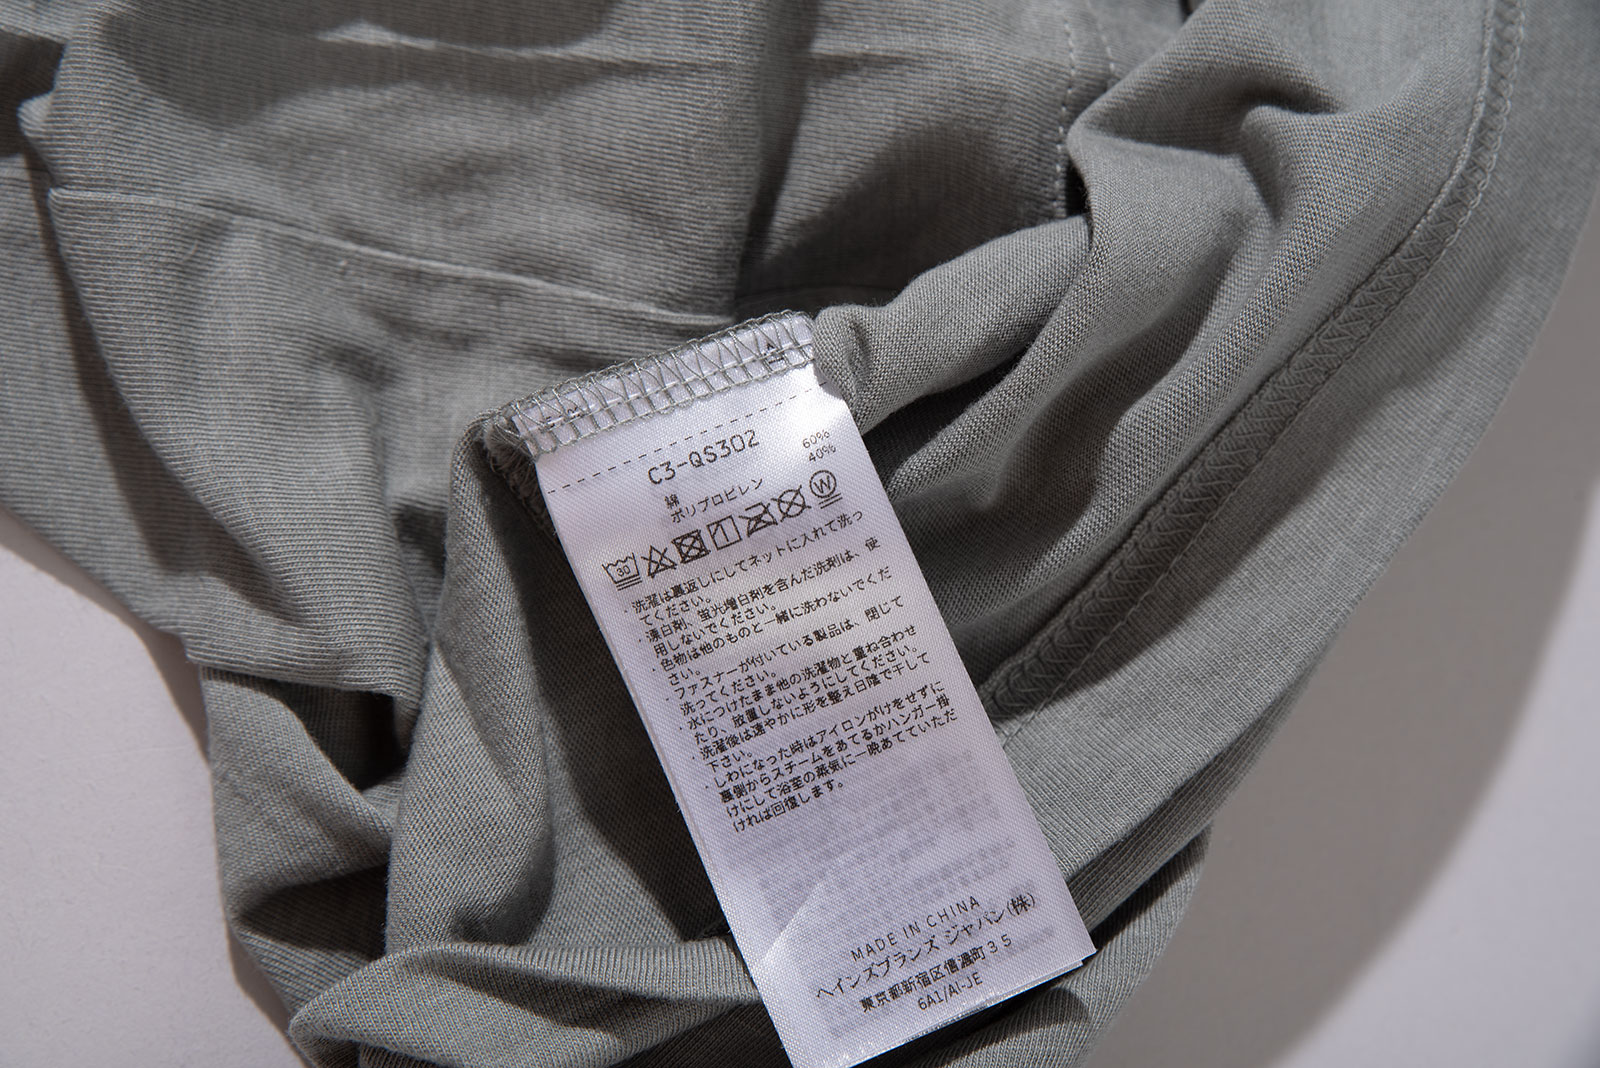 C3-QS302
綿 60%
ポリプロピレン 40%
30 W
・洗濯は裏返しにしてネットに入れて洗っ
てください。
・漂白剤、蛍光増白剤を含んだ洗剤は、使
用しないでください。
・色物は他のものと一緒に洗わないでくだ
さい。
・ファスナーが付いている製品は、閉じて
洗ってください。
・水につけたまま他の洗濯物と重ね合わせ
たり、放置しないようにしてください。
・洗濯後は速やかに形を整え日陰で干して
下さい。
・しわになった時はアイロンがけをせずに
裏側からスチームをあてるかハンガー掛
けにして浴室の蒸気に一晩あてていただ
ければ回復します。
MADE IN CHINA
ヘインズブランズ ジャパン(株)
東京都新宿区信濃町35
6A1/AI-JE